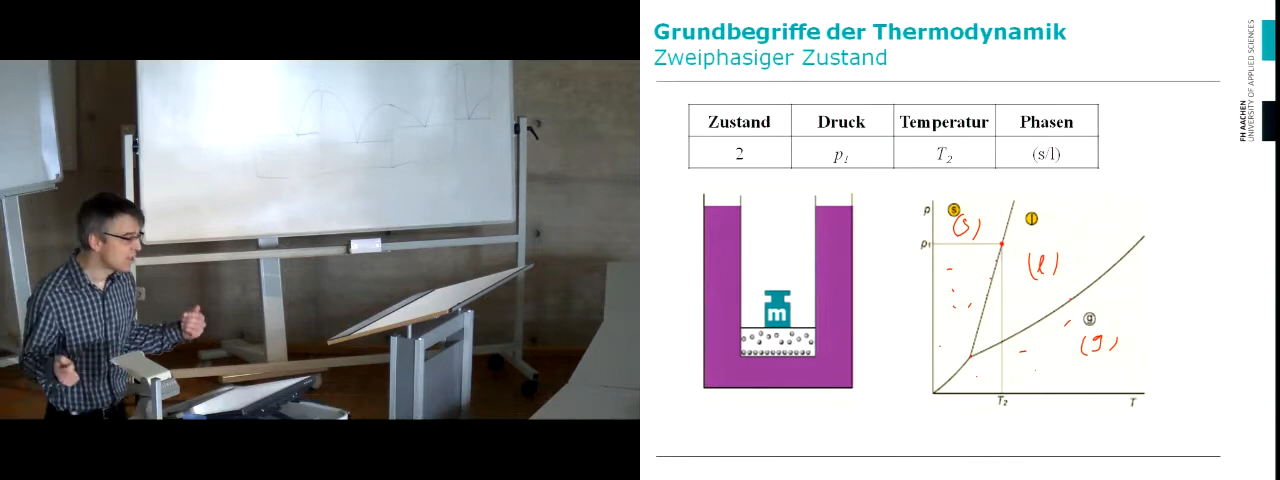 Grundbegriffe der Thermodynamik
Zweiphasiger Zustand
FH AACHEN
UNIVERSITY OF APPLIED SCIENCES
Zustand Druck Temperatur Phasen
2 p₁ T₂ (s/l)
m
p
s
(s)
l
p₁
(l)
g
(g)
T₂
T